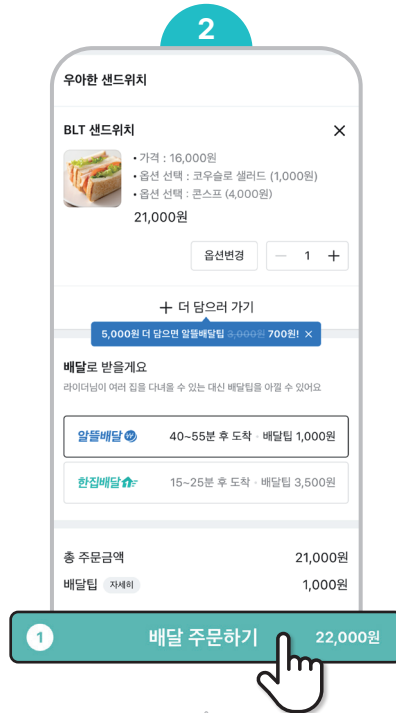 2
우아한 샌드위치
BLT 샌드위치 ×
• 가격 : 16,000원
• 옵션 선택 : 코우슬로 샐러드 (1,000원)
• 옵션 선택 : 콘스프 (4,000원)
21,000원
옵션변경 − 1 +
+ 더 담으러 가기
5,000원 더 담으면 알뜰배달팁 3,000원 700원! ×
배달로 받을게요
라이더님이 여러 집을 다녀올 수 있는 대신 배달팁을 아낄 수 있어요
알뜰배달 40~55분 후 도착 · 배달팁 1,000원
한집배달 15~25분 후 도착 · 배달팁 3,500원
총 주문금액 21,000원
배달팁 자세히 1,000원
1 배달 주문하기 22,000원